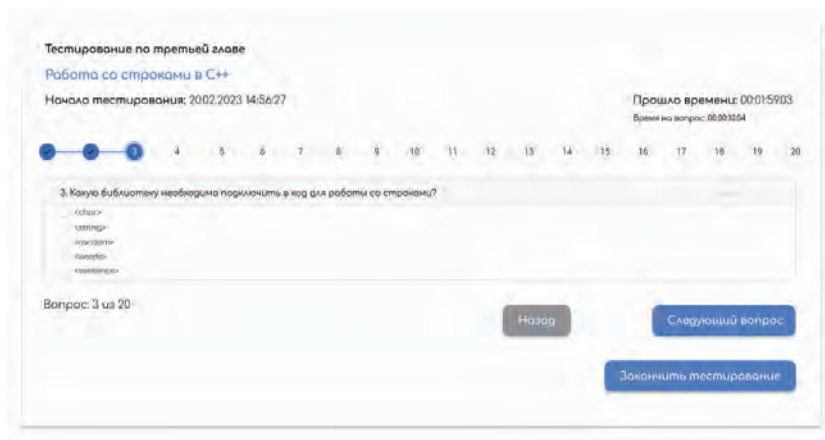 Тестирование по третьей главе
Работа со строками в C++
Начало тестирования: 20.02.2023 14:56:27
Прошло времени: 00:01:59.03
Время на вопрос: 00:00:10.04
3 4 5 6 7 8 9 10 11 12 13 14 15 16 17 18 19 20
3. Какую библиотеку необходимо подключить в код для работы со строками?
<char>
<string>
<random>
<words>
<sentence>
Вопрос: 3 из 20
Назад
Следующий вопрос
Закончить тестирование